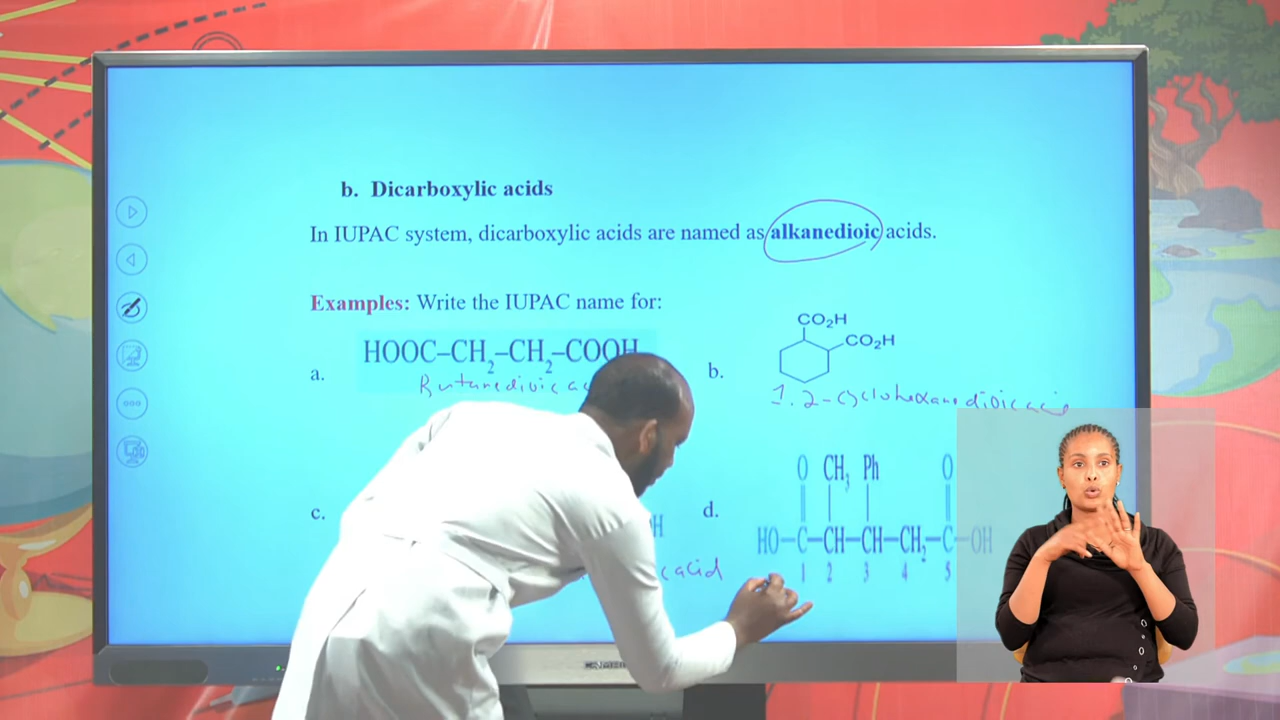 b. Dicarboxylic acids
In IUPAC system, dicarboxylic acids are named as alkanedioic acids.
Examples: Write the IUPAC name for:
a.
HOOC–CH₂–CH₂–COOH
Butanedioic
b.
CO₂H
CO₂H
1,2-cyclohexanedioic acid
c.
H
acid
d.
O CH₃ Ph O
HO–C–CH–CH–CH₂–C–OH
1 2 3 4 5